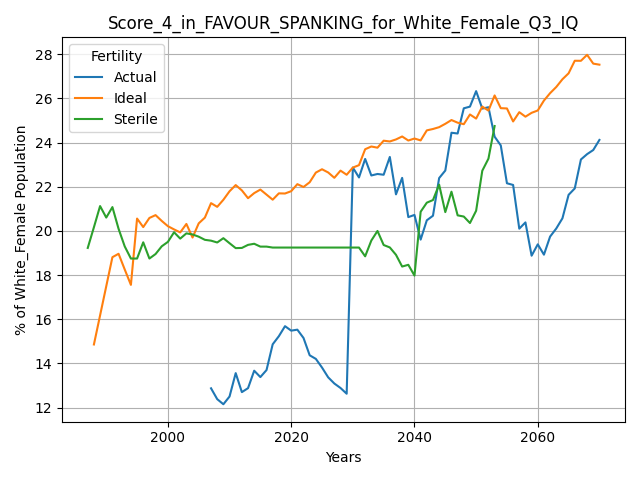 Score_4_in_FAVOUR_SPANKING_for_White_Female_Q3_IQ
Fertility
Actual
Ideal
Sterile
% of White_Female Population
28
26
24
22
20
18
16
14
12
2000
2020
2040
2060
Years